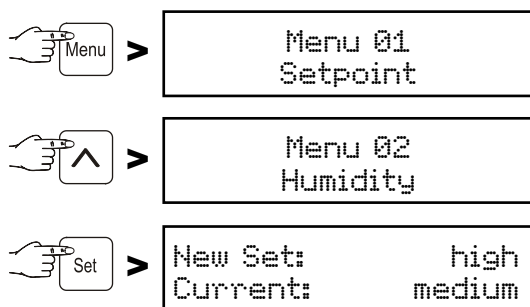 Menu > Menu 01
Setpoint
> Menu 02
Humidity
Set > New Set: high
Current: medium